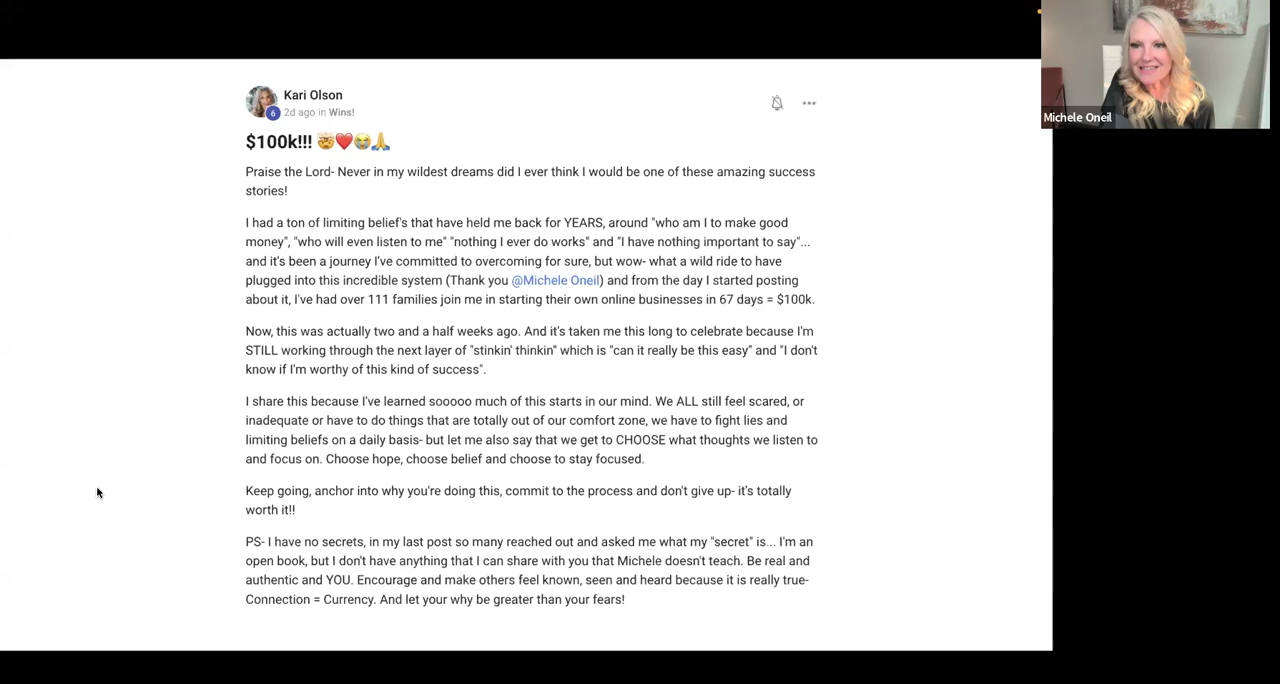 Kari Olson
6
2d ago in Wins!
$100k!!! 🤯❤️😭🙏
Praise the Lord- Never in my wildest dreams did I ever think I would be one of these amazing success
stories!
I had a ton of limiting belief's that have held me back for YEARS, around "who am I to make good
money", "who will even listen to me" "nothing I ever do works" and "I have nothing important to say"...
and it's been a journey I've committed to overcoming for sure, but wow- what a wild ride to have
plugged into this incredible system (Thank you @Michele Oneil) and from the day I started posting
about it, I've had over 111 families join me in starting their own online businesses in 67 days = $100k.
Now, this was actually two and a half weeks ago. And it's taken me this long to celebrate because I'm
STILL working through the next layer of "stinkin' thinkin" which is "can it really be this easy" and "I don't
know if I'm worthy of this kind of success".
I share this because I've learned sooooo much of this starts in our mind. We ALL still feel scared, or
inadequate or have to do things that are totally out of our comfort zone, we have to fight lies and
limiting beliefs on a daily basis- but let me also say that we get to CHOOSE what thoughts we listen to
and focus on. Choose hope, choose belief and choose to stay focused.
Keep going, anchor into why you're doing this, commit to the process and don't give up- it's totally
worth it!!
PS- I have no secrets, in my last post so many reached out and asked me what my "secret" is... I'm an
open book, but I don't have anything that I can share with you that Michele doesn't teach. Be real and
authentic and YOU. Encourage and make others feel known, seen and heard because it is really true-
Connection = Currency. And let your why be greater than your fears!
Michele Oneil